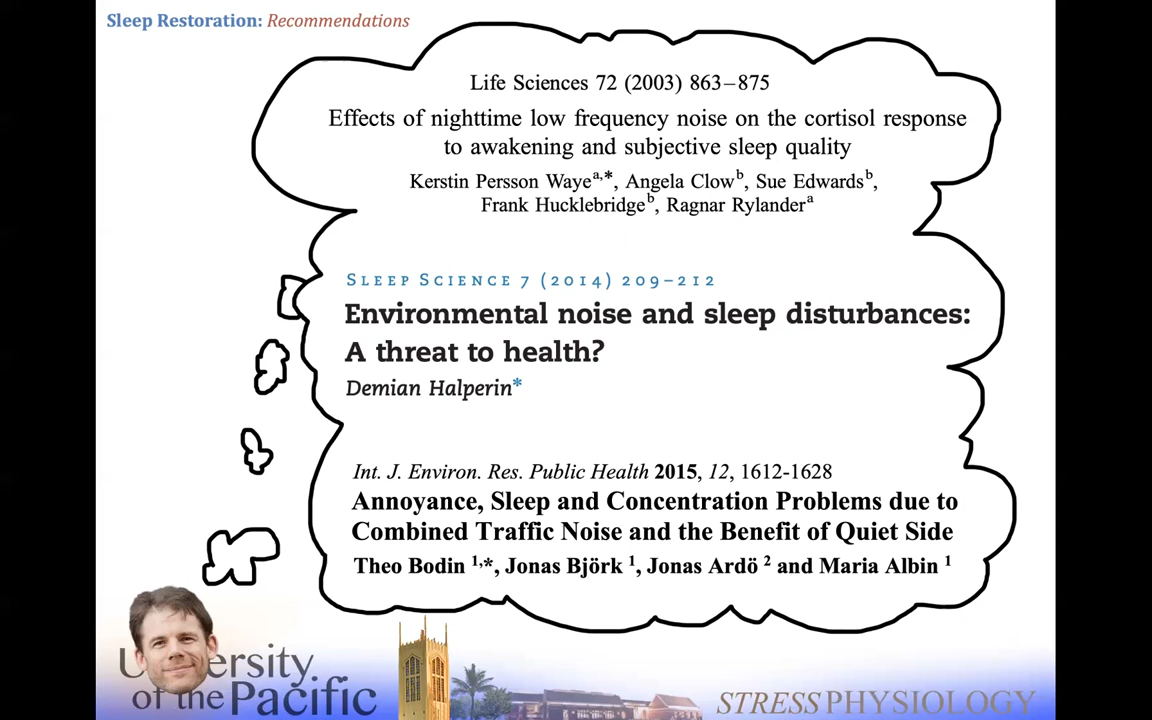 Sleep Restoration: Recommendations
Life Sciences 72 (2003) 863–875
Effects of nighttime low frequency noise on the cortisol response
to awakening and subjective sleep quality
Kerstin Persson Waye a,*, Angela Clow b, Sue Edwards b,
Frank Hucklebridge b, Ragnar Rylander a
SLEEP SCIENCE 7 (2014) 209–212
Environmental noise and sleep disturbances:
A threat to health?
Demian Halperin*
Int. J. Environ. Res. Public Health 2015, 12, 1612-1628
Annoyance, Sleep and Concentration Problems due to
Combined Traffic Noise and the Benefit of Quiet Side
Theo Bodin 1,*, Jonas Björk 1, Jonas Ardö 2 and Maria Albin 1
of the Pacific
STRESS PHYSIOLOGY